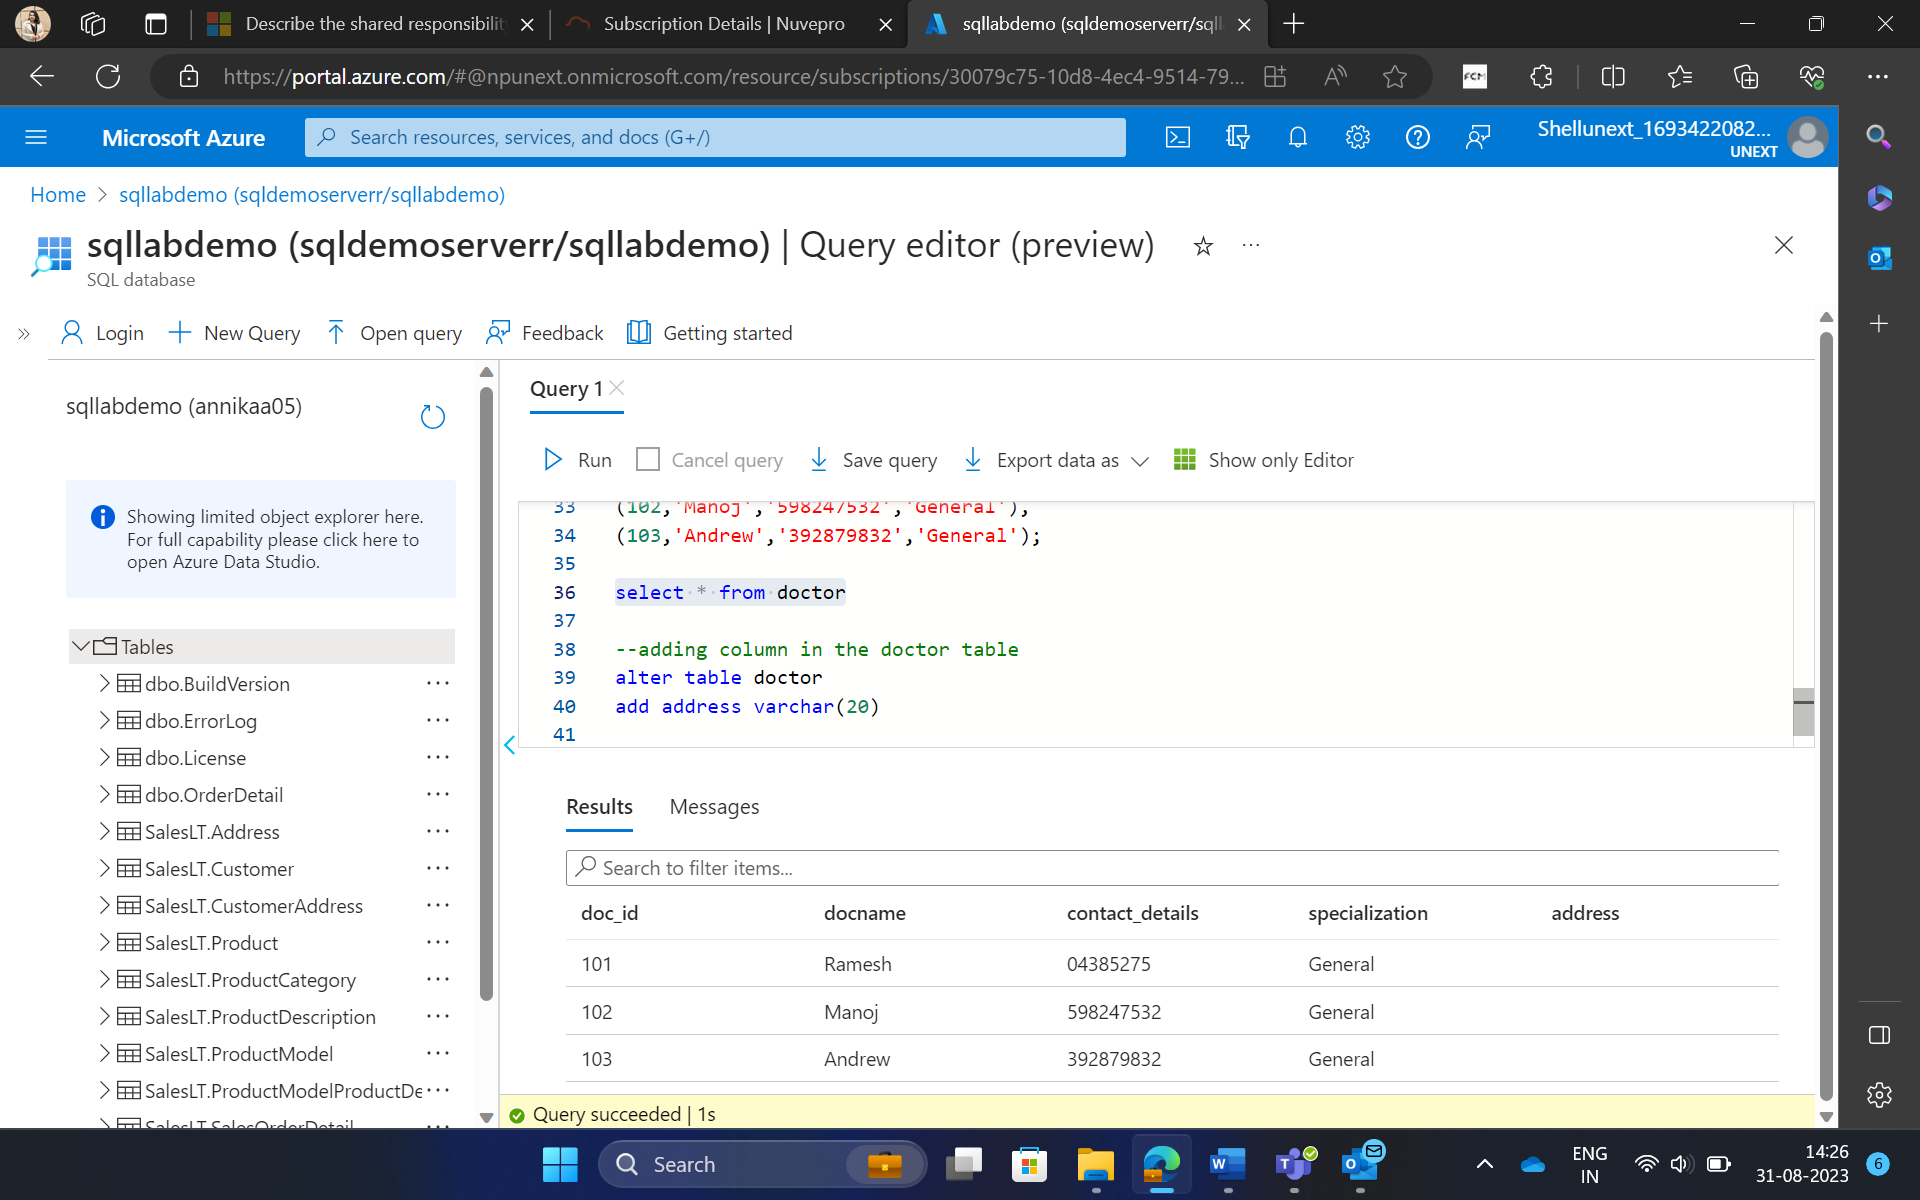 Describe the shared responsibilit
Subscription Details | Nuvepro
sqllabdemo (sqldemoserverr/sqll
https://portal.azure.com/#@npunext.onmicrosoft.com/resource/subscriptions/30079c75-10d8-4ec4-9514-79...
FCM
Microsoft Azure
Search resources, services, and docs (G+/)
Shellunext_1693422082...
UNEXT
Home > sqllabdemo (sqldemoserverr/sqllabdemo)
sqllabdemo (sqldemoserverr/sqllabdemo) | Query editor (preview)
SQL database
Login
New Query
Open query
Feedback
Getting started
sqllabdemo (annikaa05)
Showing limited object explorer here.
For full capability please click here to
open Azure Data Studio.
Tables
dbo.BuildVersion
dbo.ErrorLog
dbo.License
dbo.OrderDetail
SalesLT.Address
SalesLT.Customer
SalesLT.CustomerAddress
SalesLT.Product
SalesLT.ProductCategory
SalesLT.ProductDescription
SalesLT.ProductModel
SalesLT.ProductModelProductDe
SalesLT.SalesOrderDetail
Query 1
Run
Cancel query
Save query
Export data as
Show only Editor
33 (102,'Manoj','598247532','General'),
34 (103,'Andrew','392879832','General');
35
36 select * from doctor
37
38 --adding column in the doctor table
39 alter table doctor
40 add address varchar(20)
41
Results
Messages
Search to filter items...
doc_id docname contact_details specialization address
101 Ramesh 04385275 General
102 Manoj 598247532 General
103 Andrew 392879832 General
Query succeeded | 1s
Search
ENG
IN
14:26
31-08-2023
6